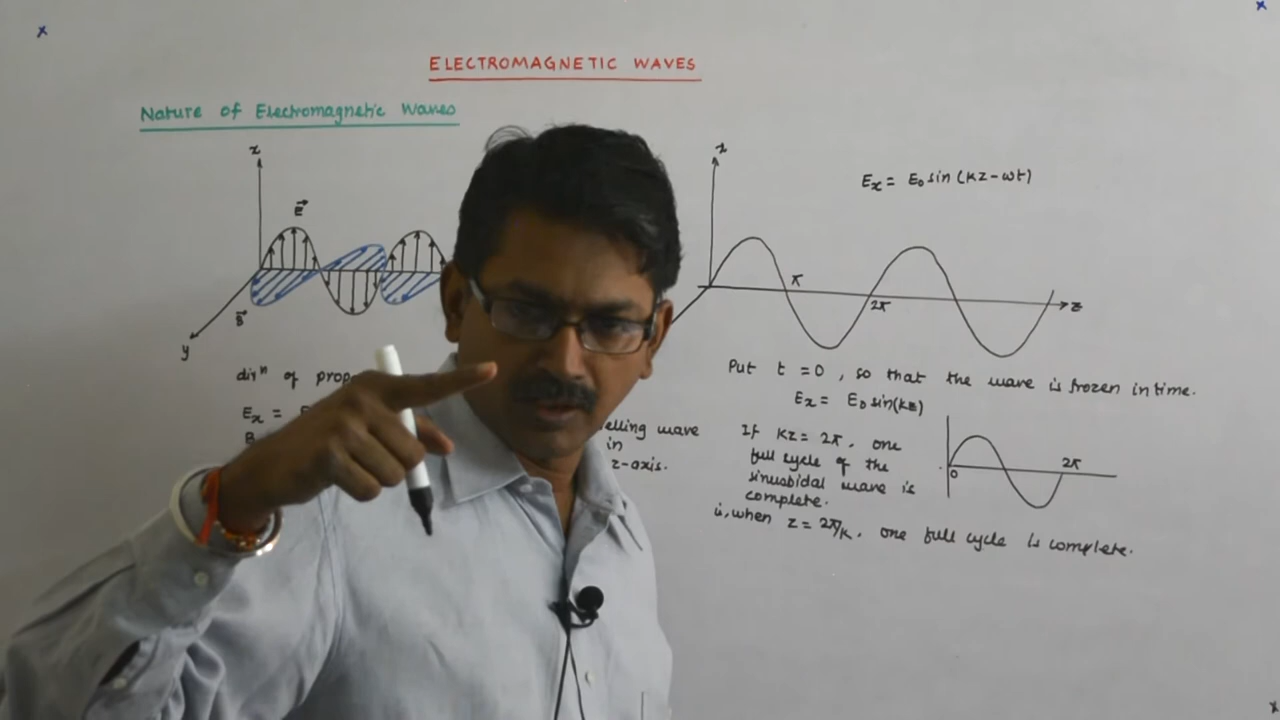 ELECTROMAGNETIC WAVES
Nature of Electromagnetic Waves
x
E⃗
B⃗
y
dirⁿ of prop
Eₓ =
elling wave
in
z-axis.
x
Eₓ = E₀ sin (kz-ωt)
π
2π
z
Put t = 0, so that the wave is frozen in time.
Eₓ = E₀ sin(kz)
If kz = 2π, one
full cycle of the
sinusoidal wave is
complete.
0
2π
ie, when z = 2π/k, one full cycle is complete.